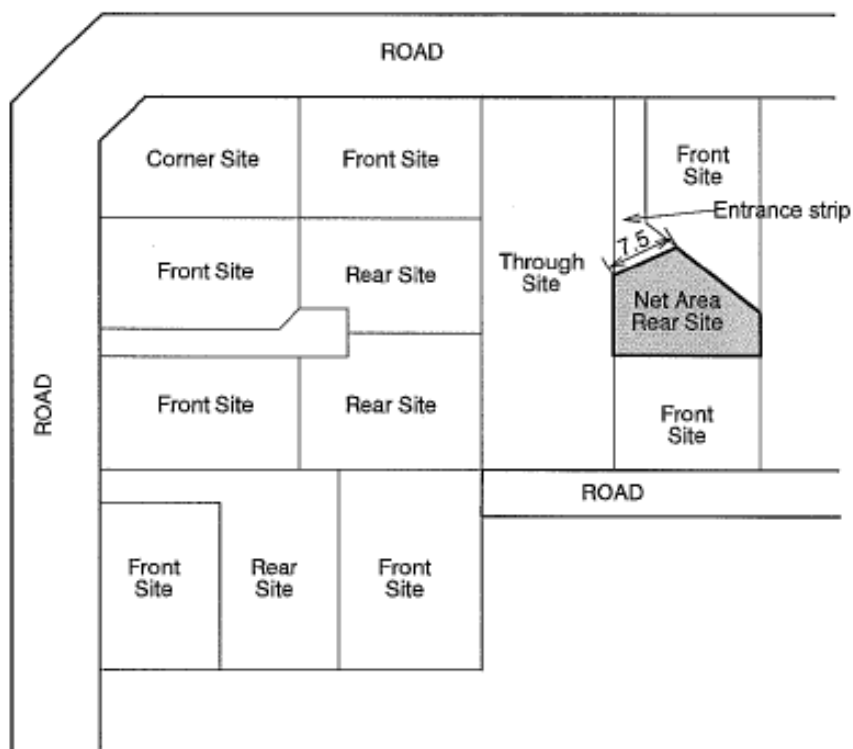 ROAD
Corner Site
Front Site
Front
Site
Entrance strip
7.5
Front Site
Rear Site
Through
Site
Net Area
Rear Site
ROAD
Front Site
Rear Site
Front
Site
ROAD
Front
Site
Rear
Site
Front
Site